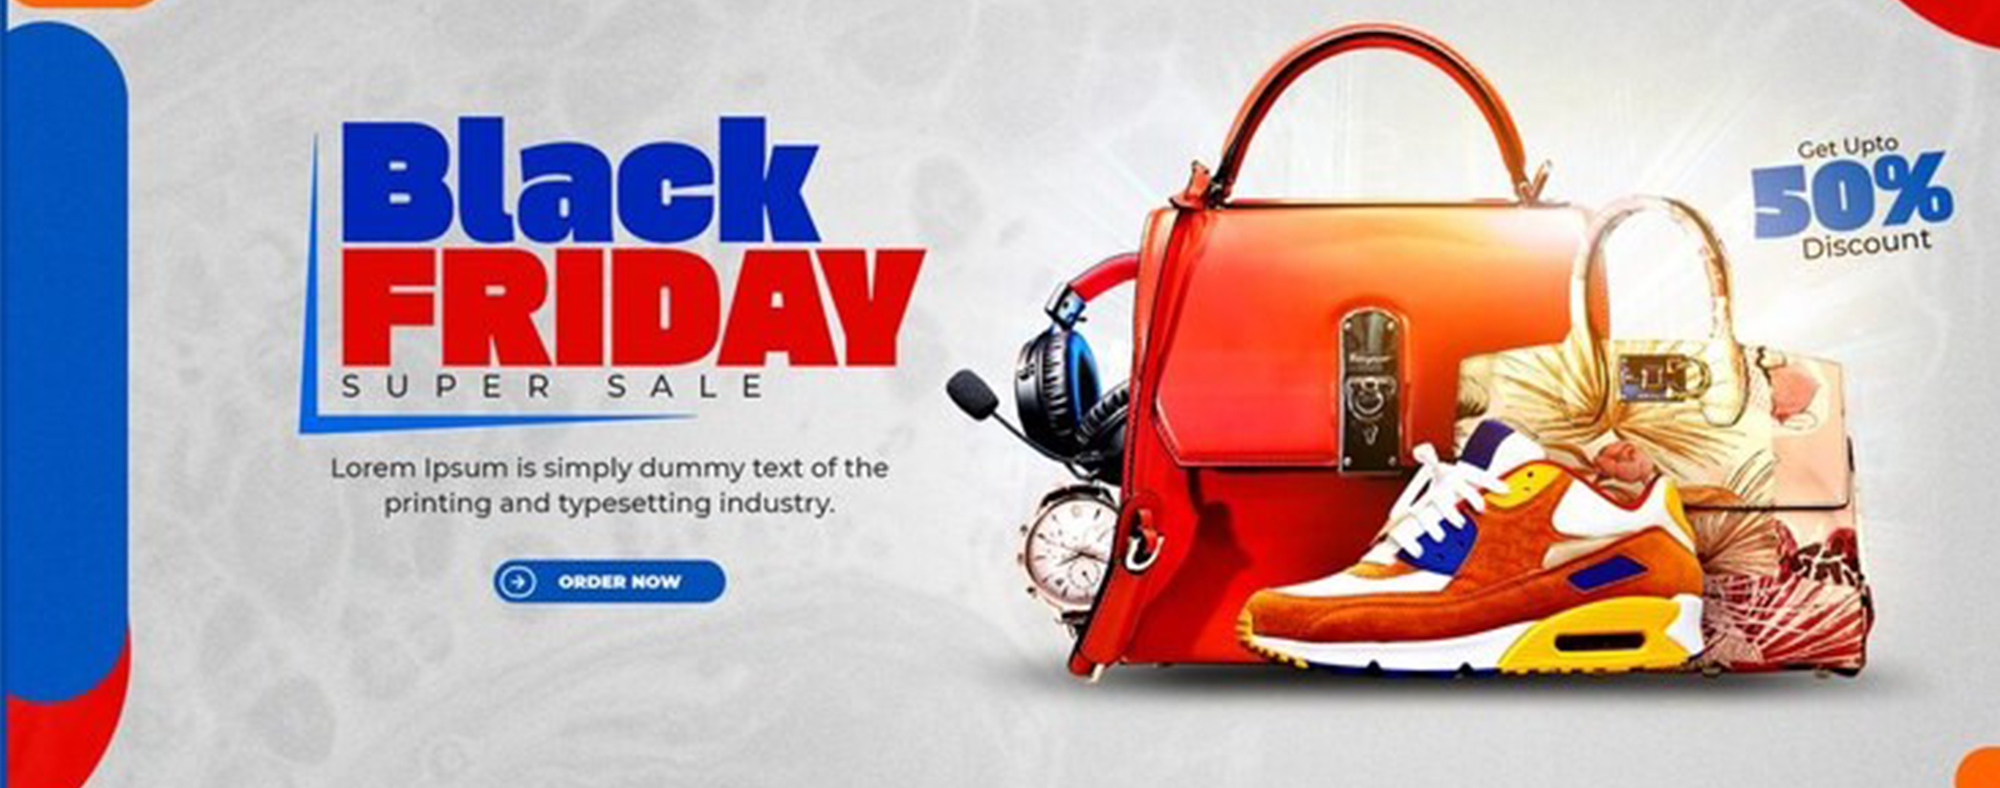 Black
FRIDAY
SUPER SALE
Lorem Ipsum is simply dummy text of the
printing and typesetting industry.
ORDER NOW
Get Upto
50%
Discount